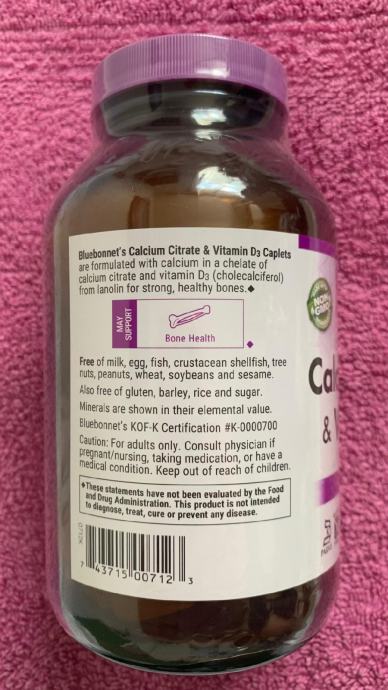 Bluebonnet's Calcium Citrate & Vitamin D3 Caplets
are formulated with calcium in a chelate of
calcium citrate and vitamin D3 (cholecalciferol)
from lanolin for strong, healthy bones.◆
MAY
SUPPORT
Bone Health
◆
Free of milk, egg, fish, crustacean shellfish, tree
nuts, peanuts, wheat, soybeans and sesame.
Also free of gluten, barley, rice and sugar.
Minerals are shown in their elemental value.
Bluebonnet's KOF-K Certification #K-0000700
Caution: For adults only. Consult physician if
pregnant/nursing, taking medication, or have a
medical condition. Keep out of reach of children.
◆These statements have not been evaluated by the Food
and Drug Administration. This product is not intended
to diagnose, treat, cure or prevent any disease.
7 43715 00712 3
NON
GMO
Ca
&